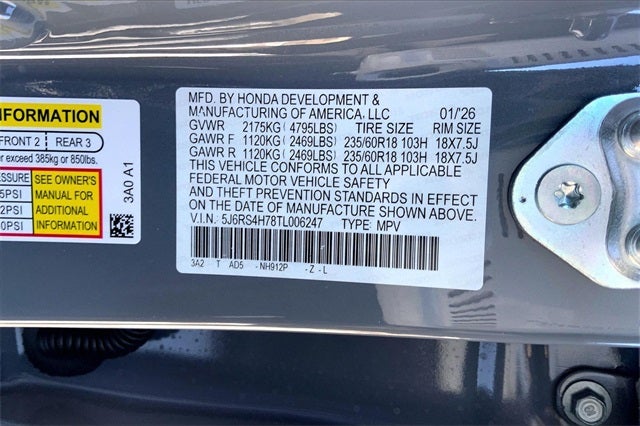 INFORMATION
FRONT 2 REAR 3
exceed 385kg or 850lbs.
SEE OWNER'S
MANUAL FOR
ADDITIONAL
INFORMATION
3A0 A1
MFD. BY HONDA DEVELOPMENT &
MANUFACTURING OF AMERICA, LLC 01/26
GVWR 2175KG (4795LBS) TIRE SIZE RIM SIZE
GAWR F 1120KG (2469LBS) 235/60R18 103H 18X7.5J
GAWR R 1120KG (2469LBS) 235/60R18 103H 18X7.5J
THIS VEHICLE CONFORMS TO ALL APPLICABLE
FEDERAL MOTOR VEHICLE SAFETY
AND THEFT PREVENTION STANDARDS IN EFFECT
ON THE DATE OF MANUFACTURE SHOWN ABOVE.
V.I.N. 5J6RS4H78TL006247 TYPE: MPV
3A2 T AD5 - NH912P - Z - L